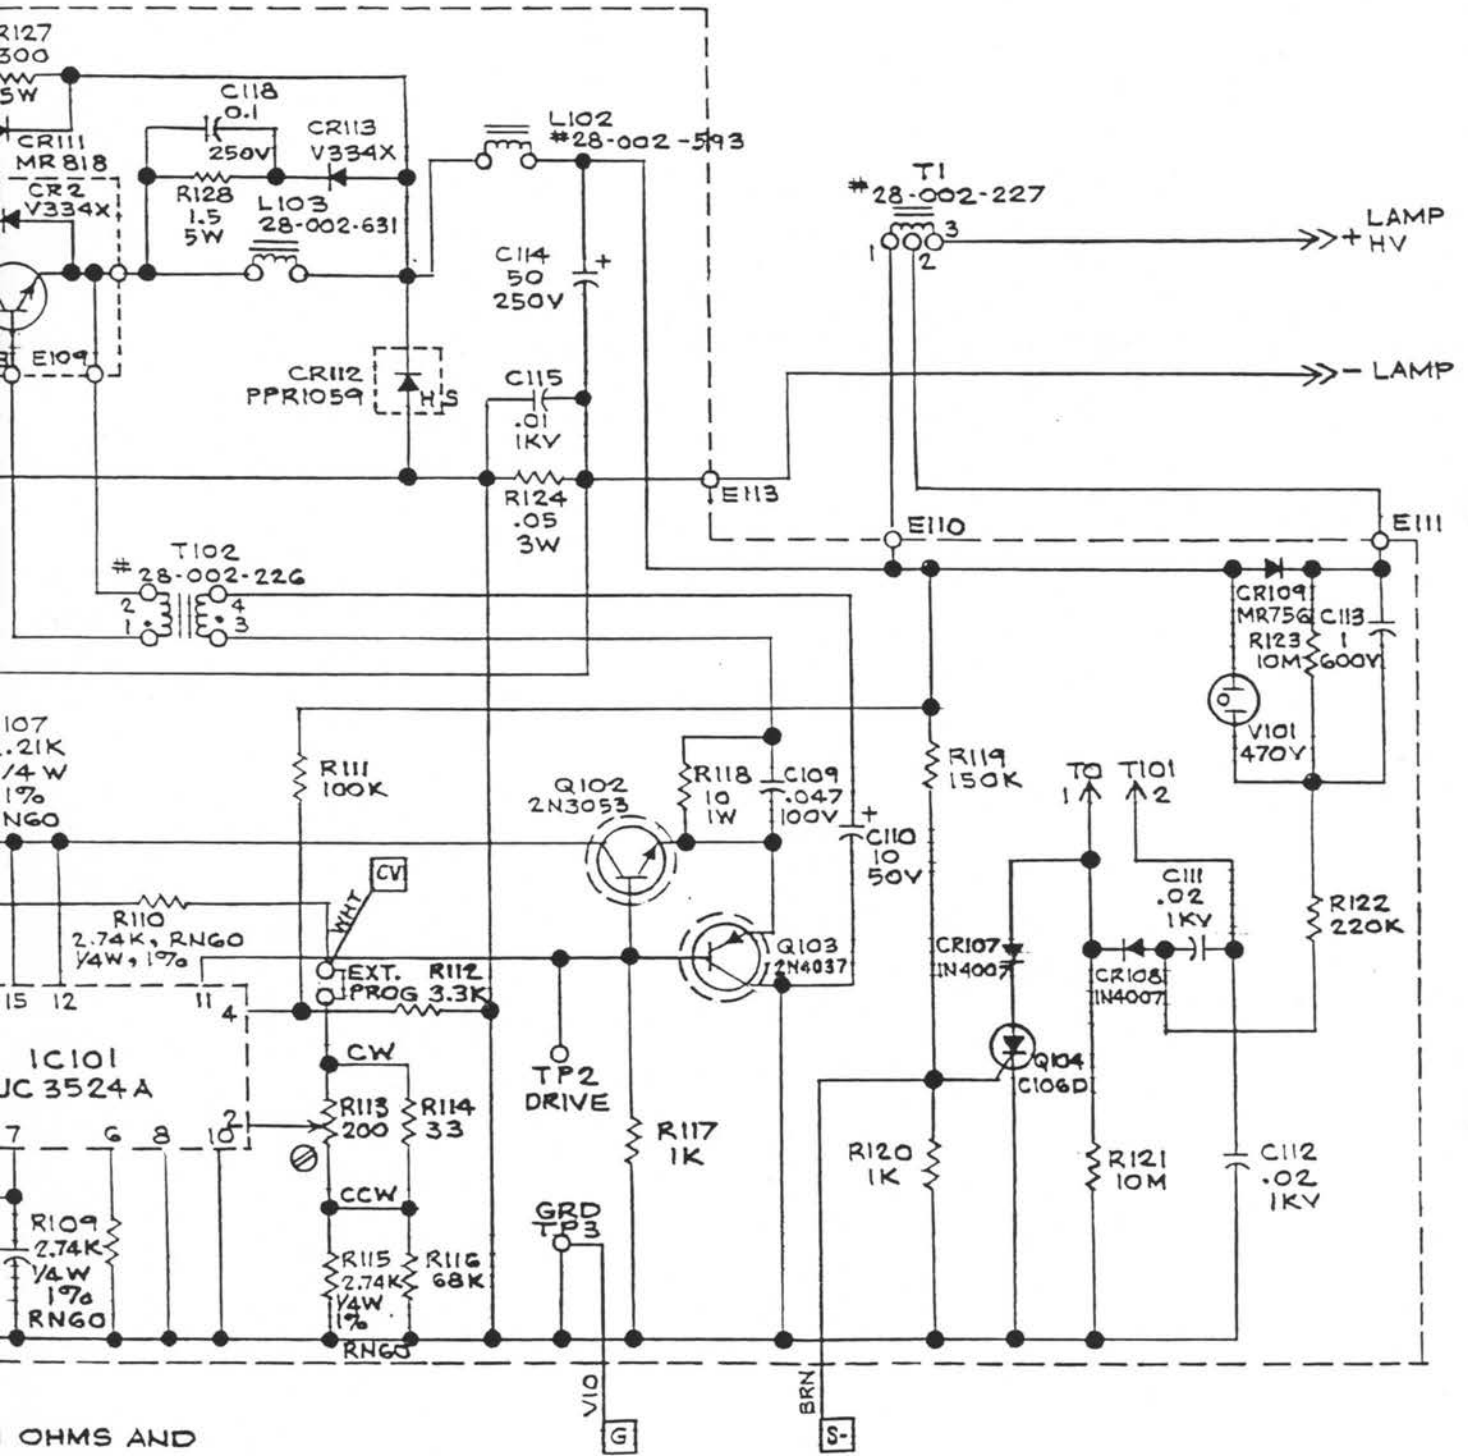 R127
300
5W
CR111
MR818
CR2
V334X
C118
0.1
250V
CR113
V334X
R128
1.5
5W
L103
28-002-631
L102
#28-002-593
C114
50
250V
+
T1
#28-002-227
1
2
3
+ LAMP
HV
- LAMP
E109
CR112
PPR1059
HS
C115
.01
1KV
R124
.05
3W
E113
E110
E111
T102
#28-002-226
2
1
4
3
CR109
MR756
C113
1
600V
R123
10M
V101
470V
107
.21K
1/4 W
1%
RN60
R111
100K
Q102
2N3053
R118
10
1W
C109
.047
100V
+
C110
10
50V
R119
150K
TO T101
1
2
CV
WHT
R110
2.74K, RN60
1/4W, 1%
C111
.02
1KV
R122
220K
Q103
2N4037
CR107
1N4007
CR108
1N4007
EXT.
PROG
R112
3.3K
15
12
11
4
IC101
UC 3524A
7
6
8
10
2
CW
R113
200
R114
33
CCW
TP2
DRIVE
Q104
C106D
R117
1K
R120
1K
R121
10M
C112
.02
1KV
R109
2.74K
1/4W
1%
RN60
R115
2.74K
1/4W
1%
RN60
R116
68K
GRD
TP3
VIO
G
BRN
S-
OHMS AND